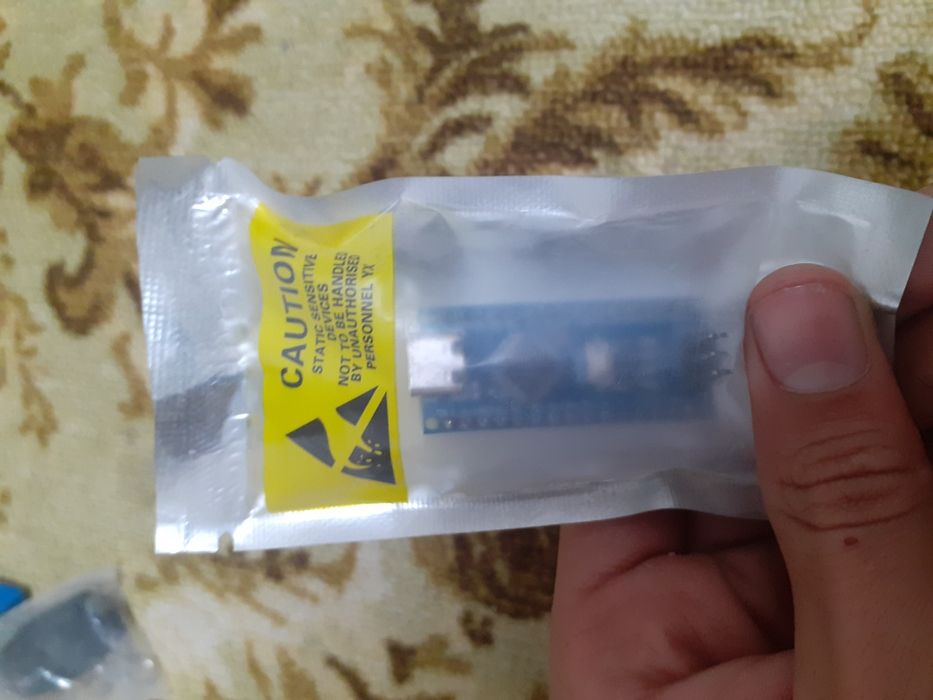 CAUTION
STATIC SENSITIVE
DEVICES
NOT TO BE HANDLED
BY UNAUTHORISED
PERSONNEL YX